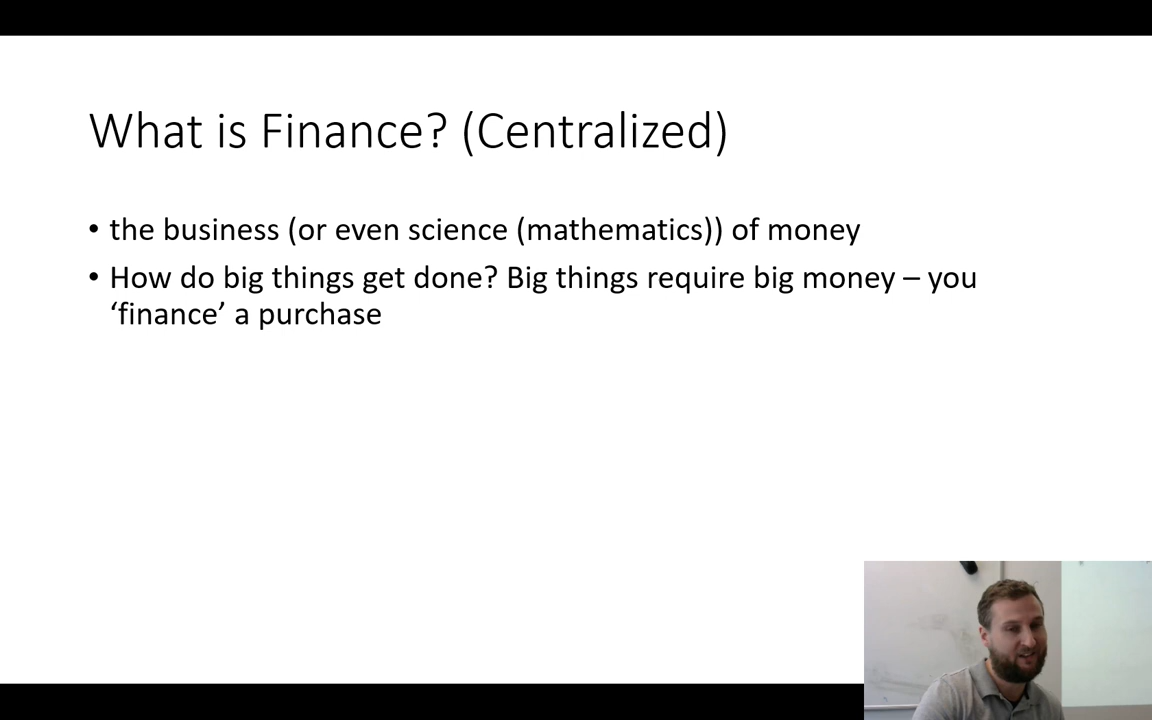 What is Finance? (Centralized)
• the business (or even science (mathematics)) of money
• How do big things get done? Big things require big money – you
‘finance’ a purchase